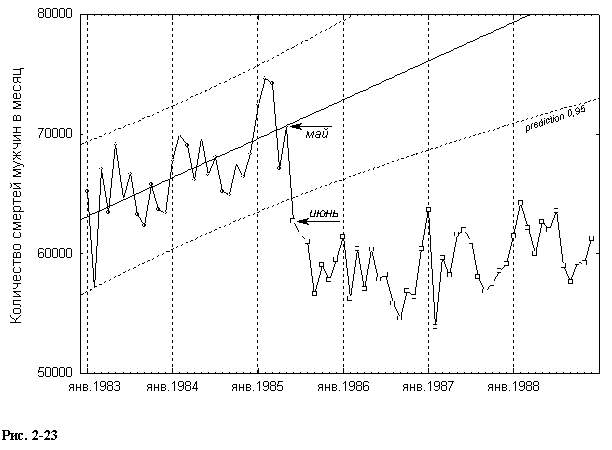 Количество смертей мужчин в месяц
80000
70000
60000
50000
prediction 0,95
май
июнь
янв.1983
янв.1984
янв.1985
янв.1986
янв.1987
янв.1988
Рис. 2-23